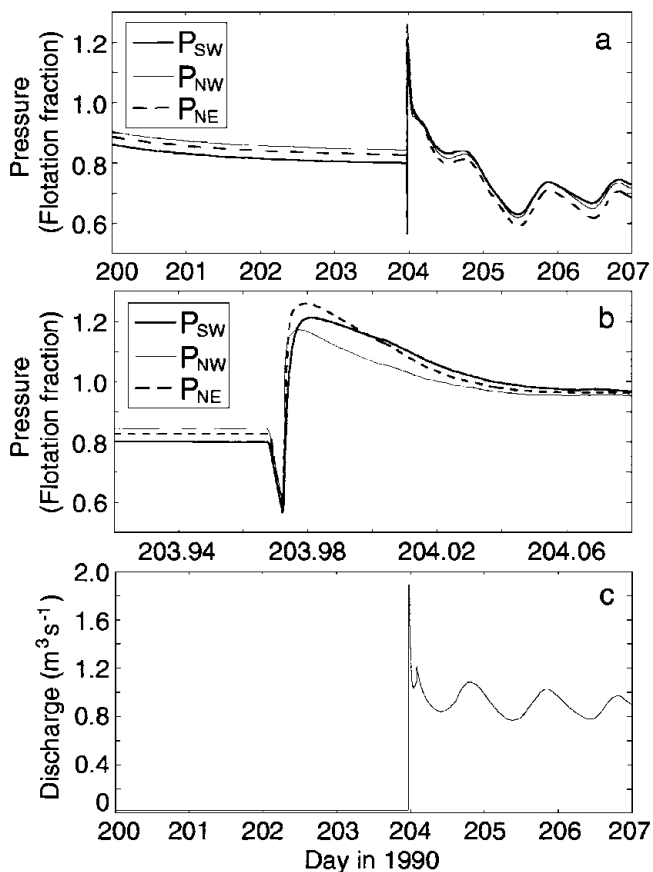 a
1.2
1.0
0.8
0.6
Pressure
(Flotation fraction)
P_SW
P_NW
P_NE
200 201 202 203 204 205 206 207
b
1.2
1.0
0.8
0.6
Pressure
(Flotation fraction)
P_SW
P_NW
P_NE
203.94 203.98 204.02 204.06
c
2.0
1.6
1.2
0.8
0.4
0
Discharge (m³s⁻¹)
200 201 202 203 204 205 206 207
Day in 1990